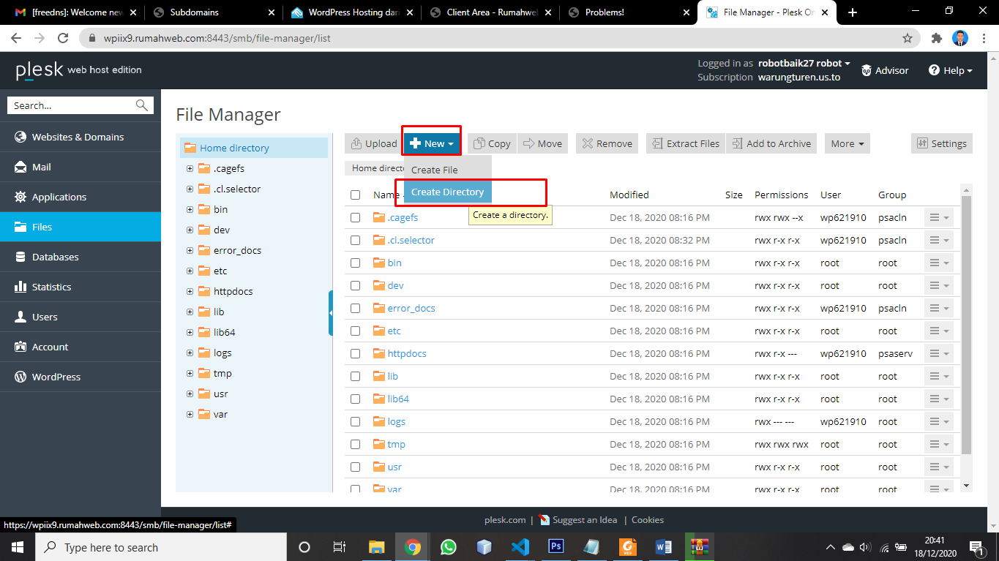 [freedns]: Welcome new
Subdomains
WordPress Hosting dari
Client Area - Rumahweb
Problems!
File Manager - Plesk On
wpiix9.rumahweb.com:8443/smb/file-manager/list
plesk web host edition
Logged in as robotbaik27 robot
Subscription warungturen.us.to
Advisor
Help
Search...
Websites & Domains
Mail
Applications
Files
Databases
Statistics
Users
Account
WordPress
File Manager
Home directory
.cagefs
.cl.selector
bin
dev
error_docs
etc
httpdocs
lib
lib64
logs
tmp
usr
var
Upload New Copy Move Remove Extract Files Add to Archive More Settings
Create File
Create Directory
Create a directory.
Home directo
Name Modified Size Permissions User Group
.cagefs Dec 18, 2020 08:16 PM rwx rwx --x wp621910 psacln
.cl.selector Dec 18, 2020 08:32 PM rwx r-x r-x wp621910 psacln
bin Dec 18, 2020 08:16 PM rwx r-x r-x root root
dev Dec 18, 2020 08:16 PM rwx r-x r-x root root
error_docs Dec 18, 2020 08:16 PM rwx r-x r-x wp621910 psacln
etc Dec 18, 2020 08:16 PM rwx r-x r-x root root
httpdocs Dec 18, 2020 08:16 PM rwx r-x --- wp621910 psaserv
lib Dec 18, 2020 08:16 PM rwx r-x r-x root root
lib64 Dec 18, 2020 08:16 PM rwx r-x r-x root root
logs Dec 18, 2020 08:16 PM rwx --- --- wp621910 root
tmp Dec 18, 2020 08:16 PM rwx rwx rwx root root
usr Dec 18, 2020 08:16 PM rwx r-x r-x root root
var Dec 18, 2020 08:16 PM rwx r-x r-x root root
plesk.com | Suggest an Idea | Cookies
https://wpiix9.rumahweb.com:8443/smb/file-manager/list#
Type here to search
Ps
PDF
20:41
18/12/2020
1